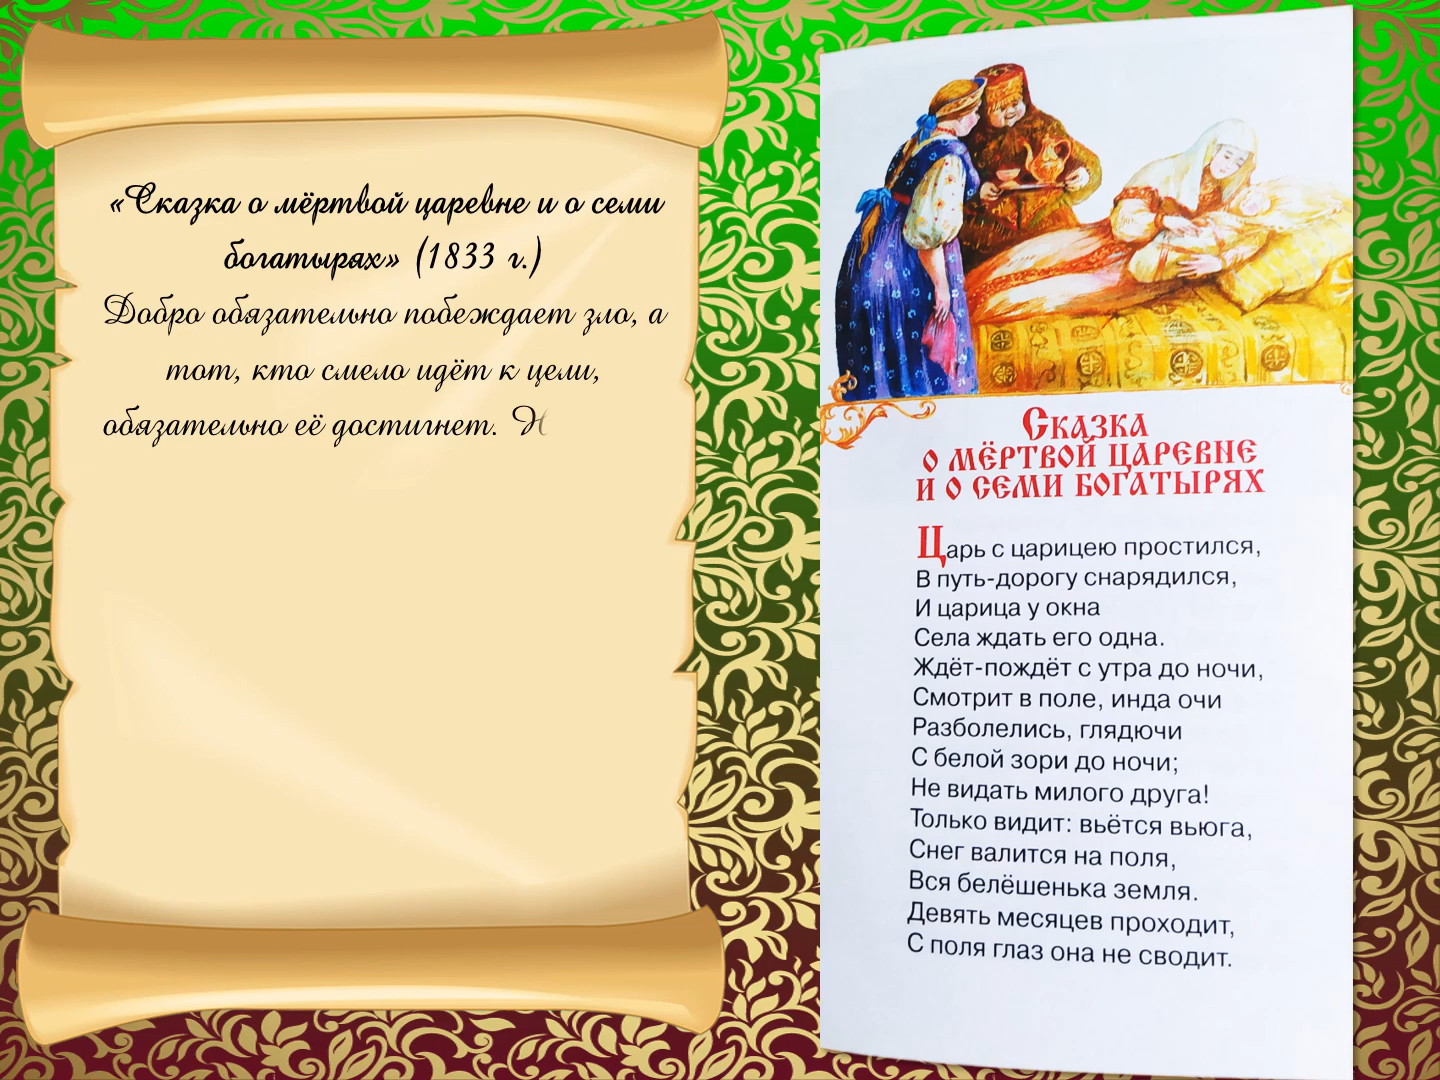 «Сказка о мёртвой царевне и о семи
богатырях» (1833 г.)
Добро обязательно побеждает зло, а
тот, кто смело идёт к цели,
обязательно её достигнет. Н
Сказка
о мёртвой царевне
и о семи богатырях
Царь с царицею простился,
В путь-дорогу снарядился,
И царица у окна
Села ждать его одна.
Ждёт-пождёт с утра до ночи,
Смотрит в поле, инда очи
Разболелись, глядючи
С белой зори до ночи;
Не видать милого друга!
Только видит: вьётся вьюга,
Снег валится на поля,
Вся белёшенька земля.
Девять месяцев проходит,
С поля глаз она не сводит.